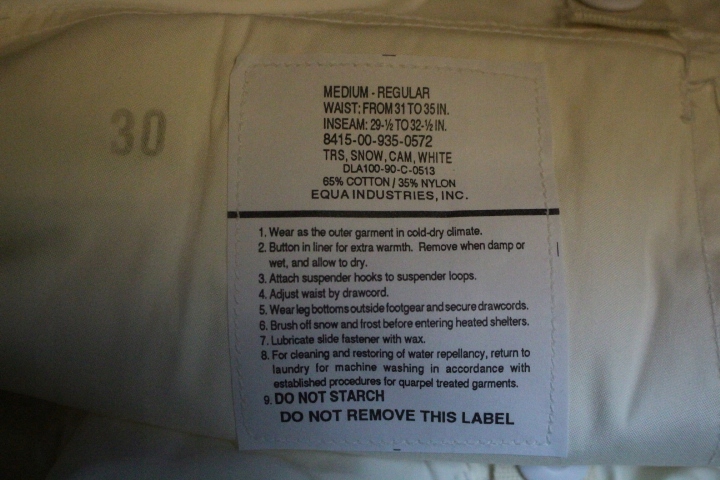 30
MEDIUM - REGULAR
WAIST: FROM 31 TO 35 IN.
INSEAM: 29-½ TO 32-½ IN.
8415-00-935-0572
TRS, SNOW, CAM, WHITE
DLA100-90-C-0513
65% COTTON / 35% NYLON
EQUA INDUSTRIES, INC.
1. Wear as the outer garment in cold-dry climate.
2. Button in liner for extra warmth. Remove when damp or
wet, and allow to dry.
3. Attach suspender hooks to suspender loops.
4. Adjust waist by drawcord.
5. Wear leg bottoms outside footgear and secure drawcords.
6. Brush off snow and frost before entering heated shelters.
7. Lubricate slide fastener with wax.
8. For cleaning and restoring of water repellancy, return to
laundry for machine washing in accordance with
established procedures for quarpel treated garments.
9. DO NOT STARCH
DO NOT REMOVE THIS LABEL